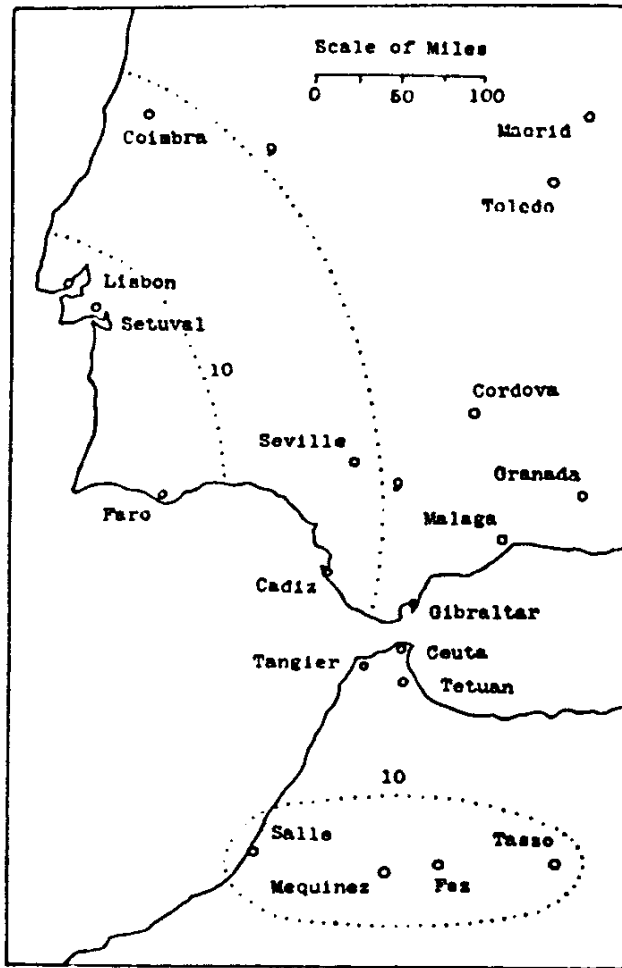 Scale of Miles
0 50 100
Coimbra
9
Madrid
Toledo
Lisbon
Setuval
10
Cordova
Seville
9
Granada
Faro
Malaga
Cadiz
Gibraltar
Ceuta
Tangier
Tetuan
10
Salle
Tasso
Mequinez
Fez